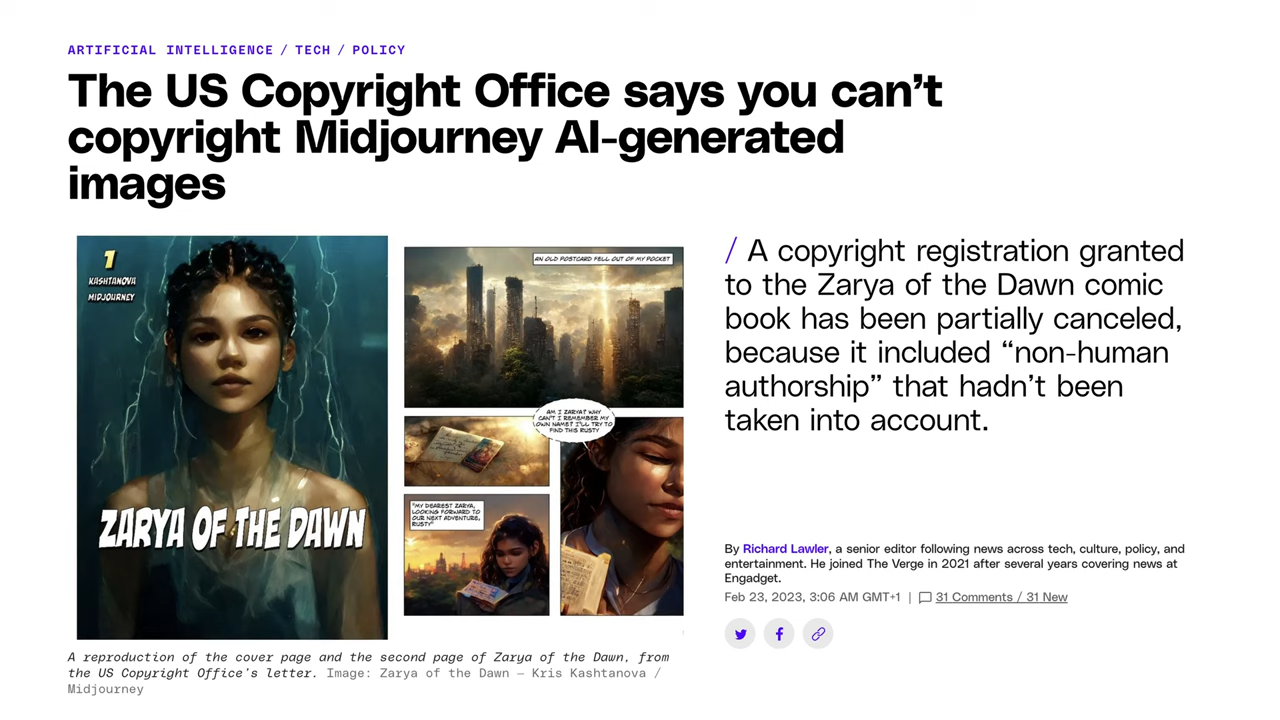 ARTIFICIAL INTELLIGENCE / TECH / POLICY
The US Copyright Office says you can’t
copyright Midjourney AI-generated
images
1
KASHTANOVA
MIDJOURNEY
ZARYA OF THE DAWN
AN OLD POSTCARD FELL OUT OF MY POCKET
AM I ZARYA? WHY
CAN'T I REMEMBER MY
OWN NAME? I'LL TRY TO
FIND THIS RUSTY
"MY DEAREST ZARYA,
LOOKING FORWARD TO
OUR NEXT ADVENTURE,
RUSTY"
A reproduction of the cover page and the second page of Zarya of the Dawn, from
the US Copyright Office’s letter. Image: Zarya of the Dawn — Kris Kashtanova /
Midjourney
/ A copyright registration granted
to the Zarya of the Dawn comic
book has been partially canceled,
because it included “non-human
authorship” that hadn’t been
taken into account.
By Richard Lawler, a senior editor following news across tech, culture, policy, and
entertainment. He joined The Verge in 2021 after several years covering news at
Engadget.
Feb 23, 2023, 3:06 AM GMT+1 | 31 Comments / 31 New